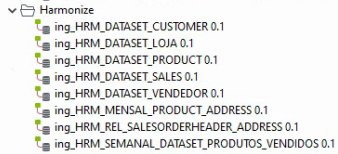 Harmonize
ing_HRM_DATASET_CUSTOMER 0.1
ing_HRM_DATASET_LOJA 0.1
ing_HRM_DATASET_PRODUCT 0.1
ing_HRM_DATASET_SALES 0.1
ing_HRM_DATASET_VENDEDOR 0.1
ing_HRM_MENSAL_PRODUCT_ADDRESS 0.1
ing_HRM_REL_SALESORDERHEADER_ADDRESS 0.1
ing_HRM_SEMANAL_DATASET_PRODUTOS_VENDIDOS 0.1